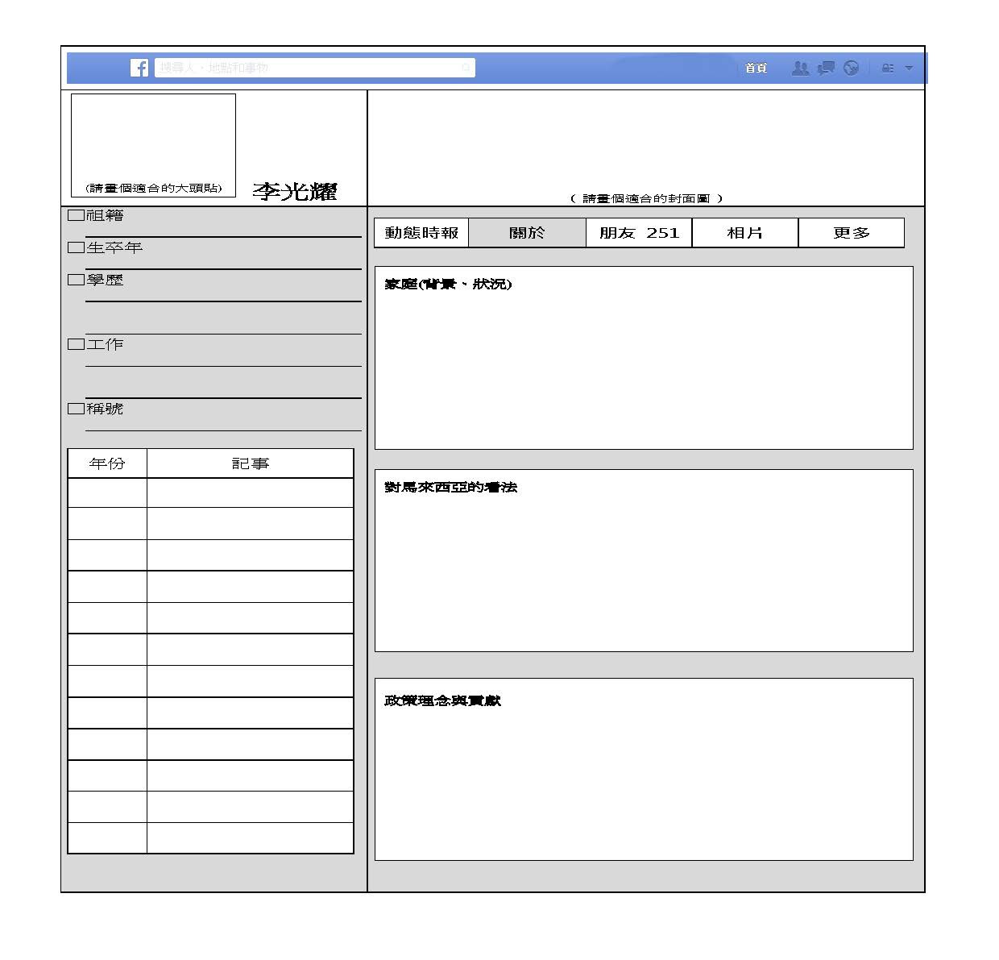 f
搜尋人、地點和事物
首頁
(請畫個適合的大頭貼)
李光耀
( 請畫個適合的封面圖 )
祖籍
生卒年
學歷
工作
稱號
年份 記事
動態時報 關於 朋友 251 相片 更多
家庭(背景、狀況)
對馬來西亞的看法
政策理念與貢獻